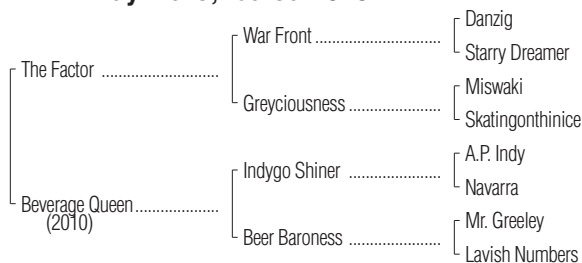 Danzig
War Front
Starry Dreamer
The Factor
Miswaki
Greyciousness
Skatingonthinice
A.P. Indy
Indygo Shiner
Navarra
Beverage Queen
(2010)
Mr. Greeley
Beer Baroness
Lavish Numbers